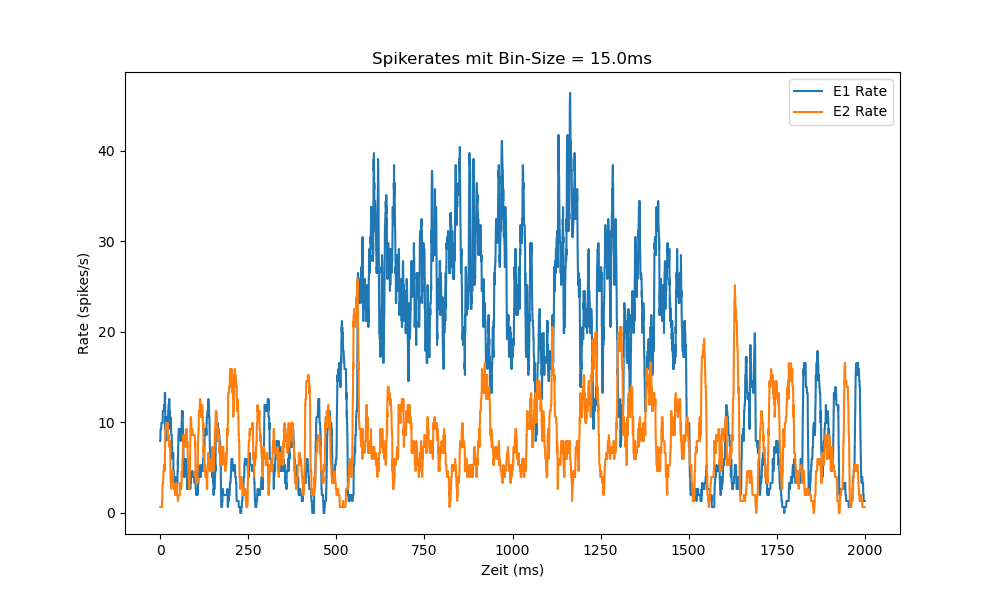 Spikerates mit Bin-Size = 15.0ms
E1 Rate
E2 Rate
Rate (spikes/s)
40
30
20
10
0
0 250 500 750 1000 1250 1500 1750 2000
Zeit (ms)